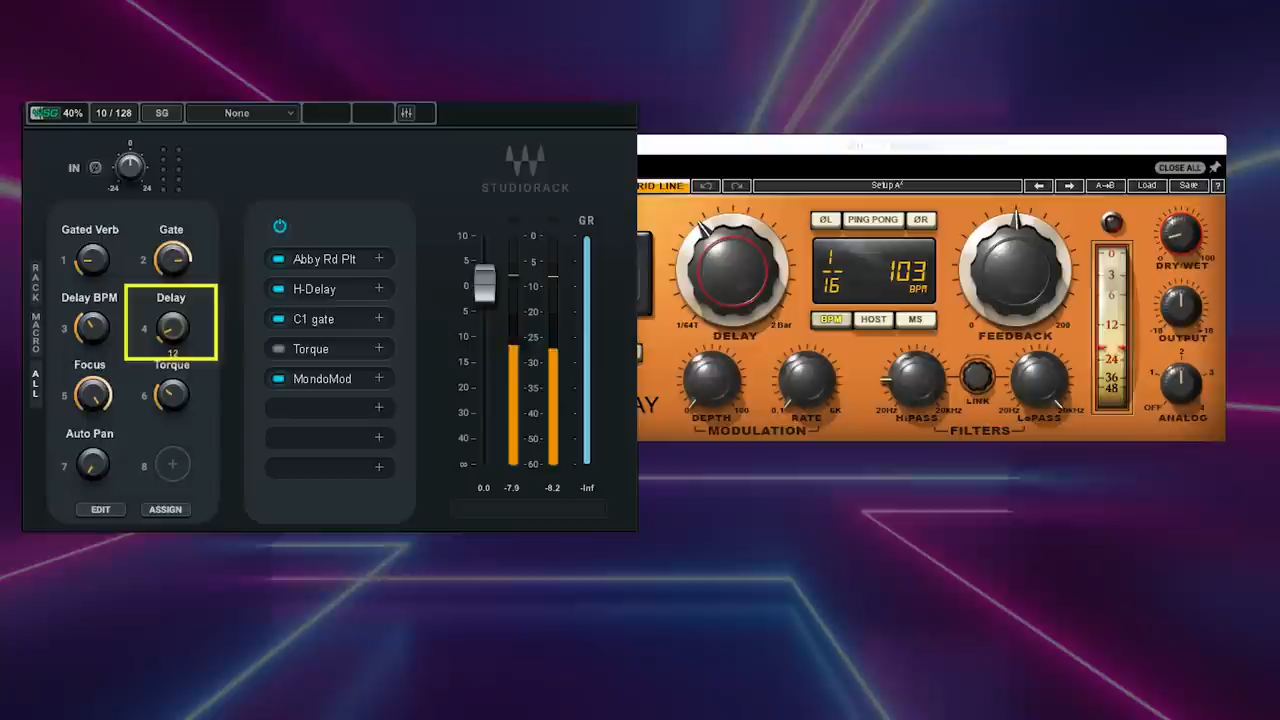 SG 40% 10 / 128 SG None
IN
0
-24 24
STUDIORACK
RACK
MACRO
ALL
Gated Verb Gate
1 2
Delay BPM Delay
3 4
12
Focus Torque
5 6
Auto Pan
7 8
EDIT ASSIGN
Abby Rd Plt +
H-Delay +
C1 gate +
Torque +
MondoMod +
+
+
+
GR
10 0
5 -5
0 -10
5 -20
10 -25
15 -30
20 -35
30 -40
40 -50
∞ -60
0.0 -7.9 -8.2 -Inf
CLOSE ALL
RID LINE Setup A A→B Load Save ?
ØL PING PONG ØR
1
--
16
103
BPM
BPM HOST MS
1/64T 2 Bar
DELAY
0 200
FEEDBACK
0 100
DEPTH
0,1 6K
RATE
MODULATION
20Hz 20kHz
HiPASS
LINK
20Hz 20kHz
LoPASS
FILTERS
AY
0
3
6
12
24
36
48
0 100
DRY/WET
-18 +18
OUTPUT
2
1 3
OFF 4
ANALOG